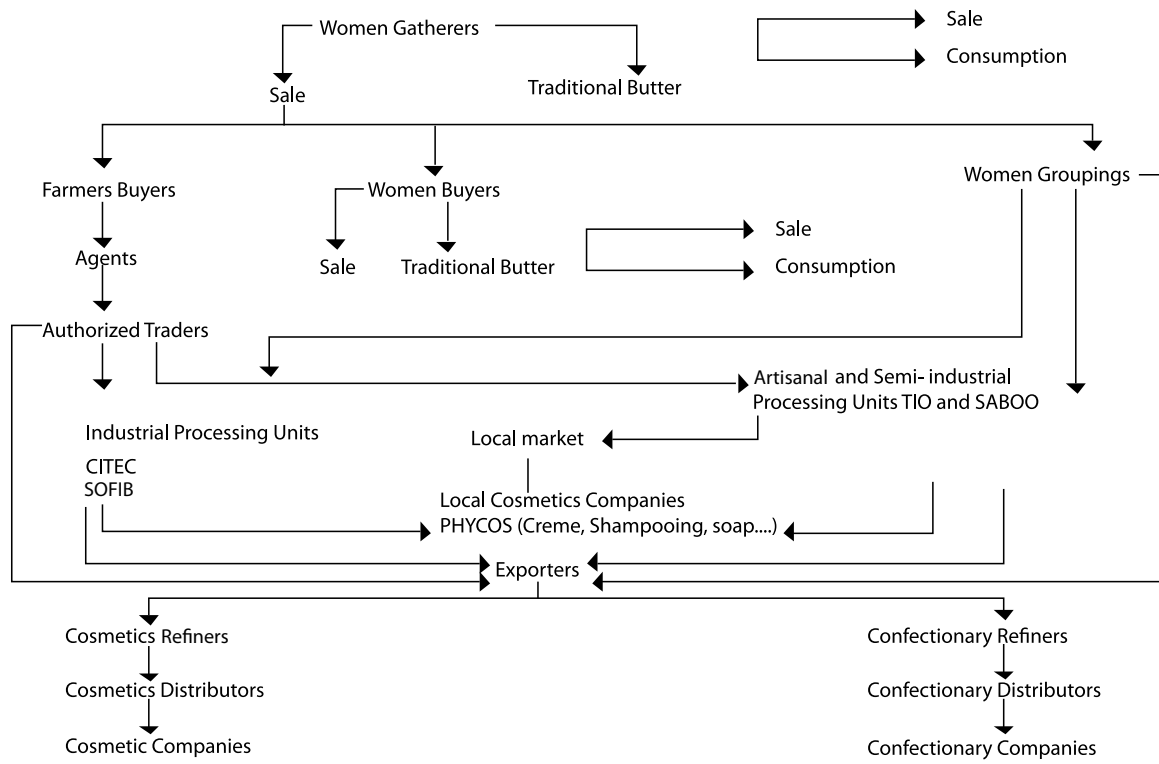 Women Gatherers
Sale
Consumption
Sale
Traditional Butter
Farmers Buyers
Women Buyers
Women Groupings
Agents
Sale
Traditional Butter
Sale
Consumption
Authorized Traders
Artisanal and Semi- industrial
Processing Units TIO and SABOO
Industrial Processing Units
CITEC
SOFIB
Local market
Local Cosmetics Companies
PHYCOS (Creme, Shampooing, soap....)
Exporters
Cosmetics Refiners
Cosmetics Distributors
Cosmetic Companies
Confectionary Refiners
Confectionary Distributors
Confectionary Companies